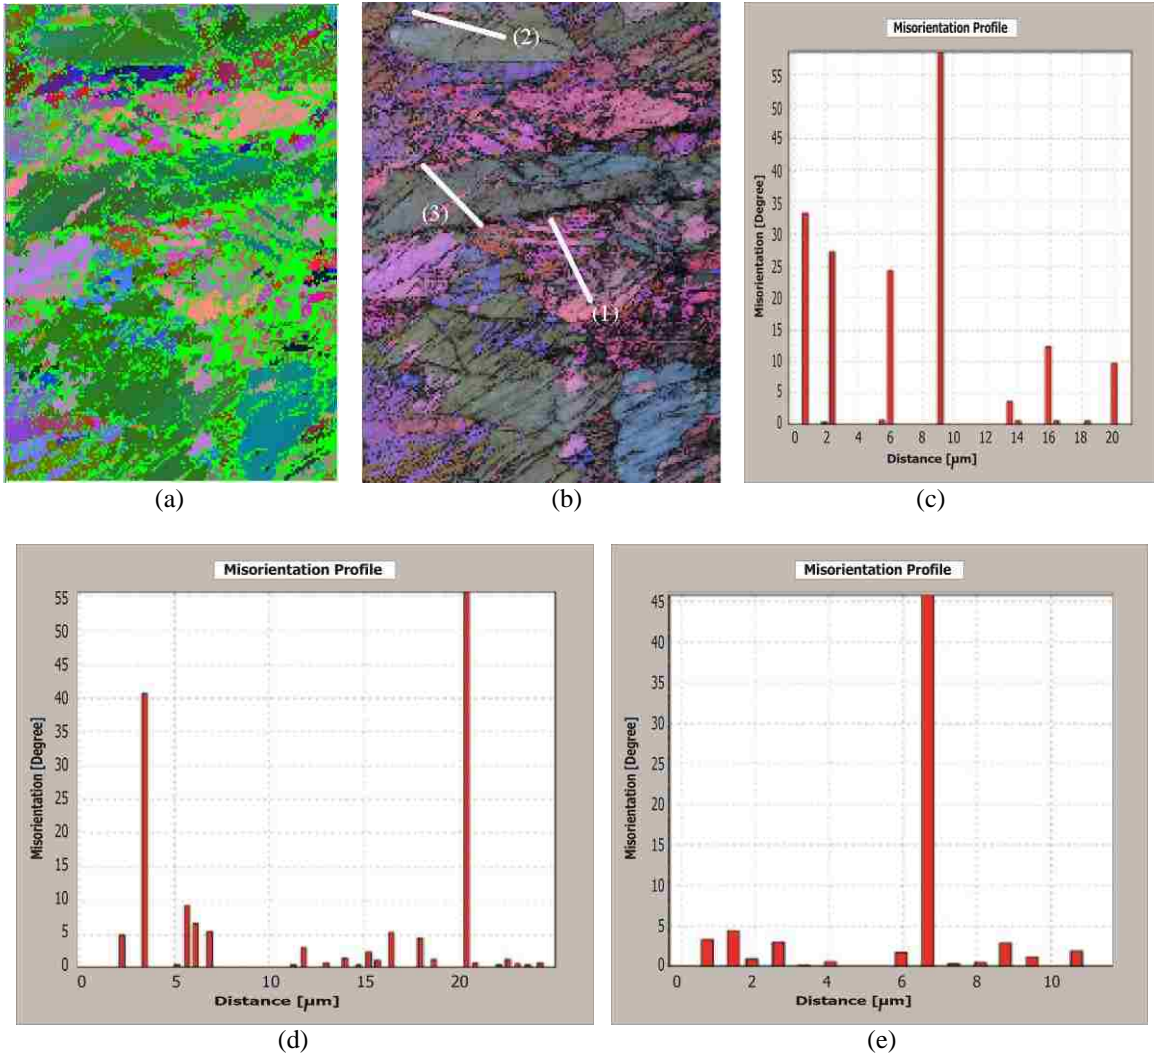 (2)
(3)
(1)
(a)
(b)
Misorientation Profile
Misorientation [Degree]
55
50
45
40
35
30
25
20
15
10
5
0
0 2 4 6 8 10 12 14 16 18 20
Distance [µm]
(c)
Misorientation Profile
Misorientation [Degree]
55
50
45
40
35
30
25
20
15
10
5
0
0 5 10 15 20
Distance [µm]
(d)
Misorientation Profile
Misorientation [Degree]
45
40
35
30
25
20
15
10
5
0
0 2 4 6 8 10
Distance [µm]
(e)